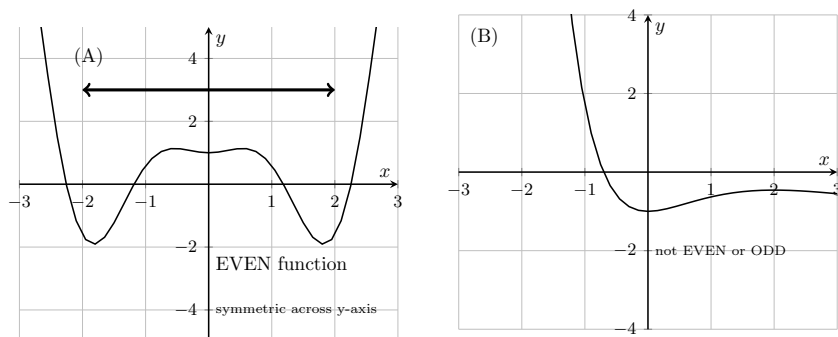 (A)
y
4
2
x
−3
−2
−1
1
2
3
−2
EVEN function
−4
symmetric across y-axis
(B)
y
4
2
x
−3
−2
−1
1
2
3
−2
not EVEN or ODD
−4